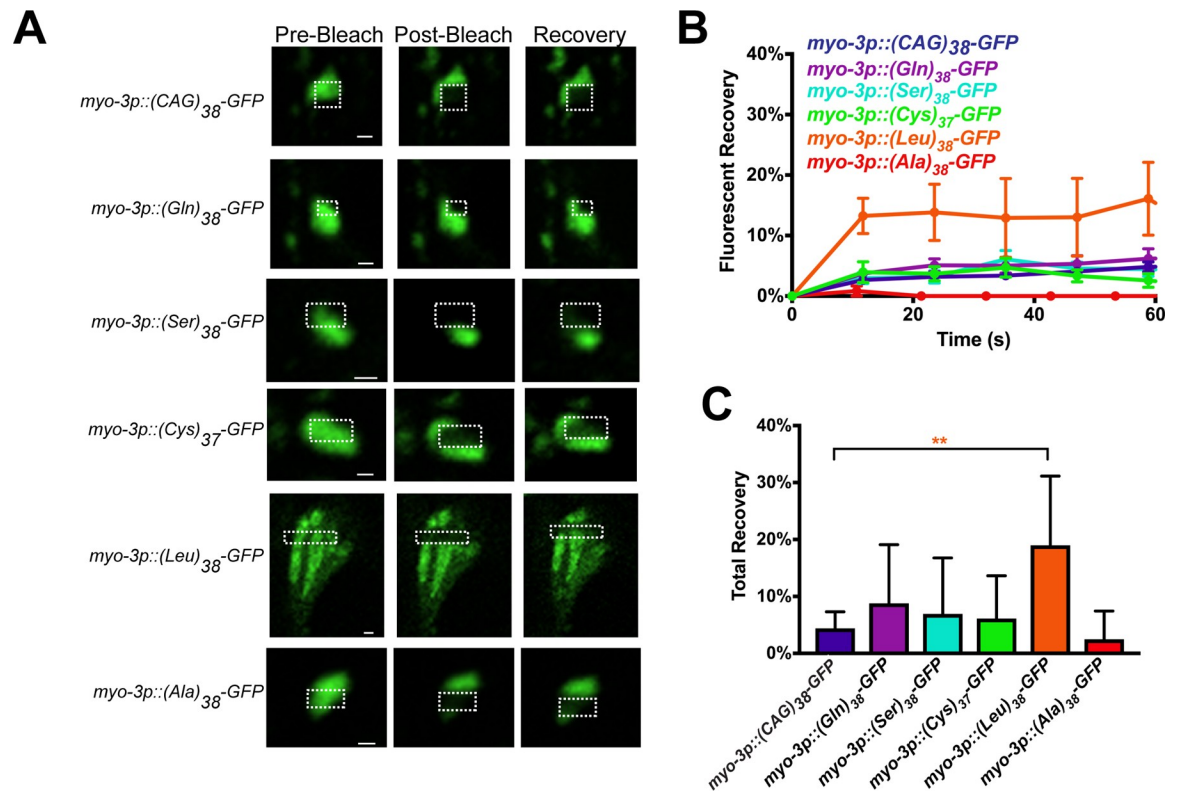 A
Pre-Bleach Post-Bleach Recovery
myo-3p::(CAG)38-GFP
myo-3p::(Gln)38-GFP
myo-3p::(Ser)38-GFP
myo-3p::(Cys)37-GFP
myo-3p::(Leu)38-GFP
myo-3p::(Ala)38-GFP
B
myo-3p::(CAG)38-GFP
myo-3p::(Gln)38-GFP
myo-3p::(Ser)38-GFP
myo-3p::(Cys)37-GFP
myo-3p::(Leu)38-GFP
myo-3p::(Ala)38-GFP
Fluorescent Recovery
40%
30%
20%
10%
0%
0 20 40 60
Time (s)
C
**
Total Recovery
40%
30%
20%
10%
0%
myo-3p::(CAG)38-GFP
myo-3p::(Gln)38-GFP
myo-3p::(Ser)38-GFP
myo-3p::(Cys)37-GFP
myo-3p::(Leu)38-GFP
myo-3p::(Ala)38-GFP